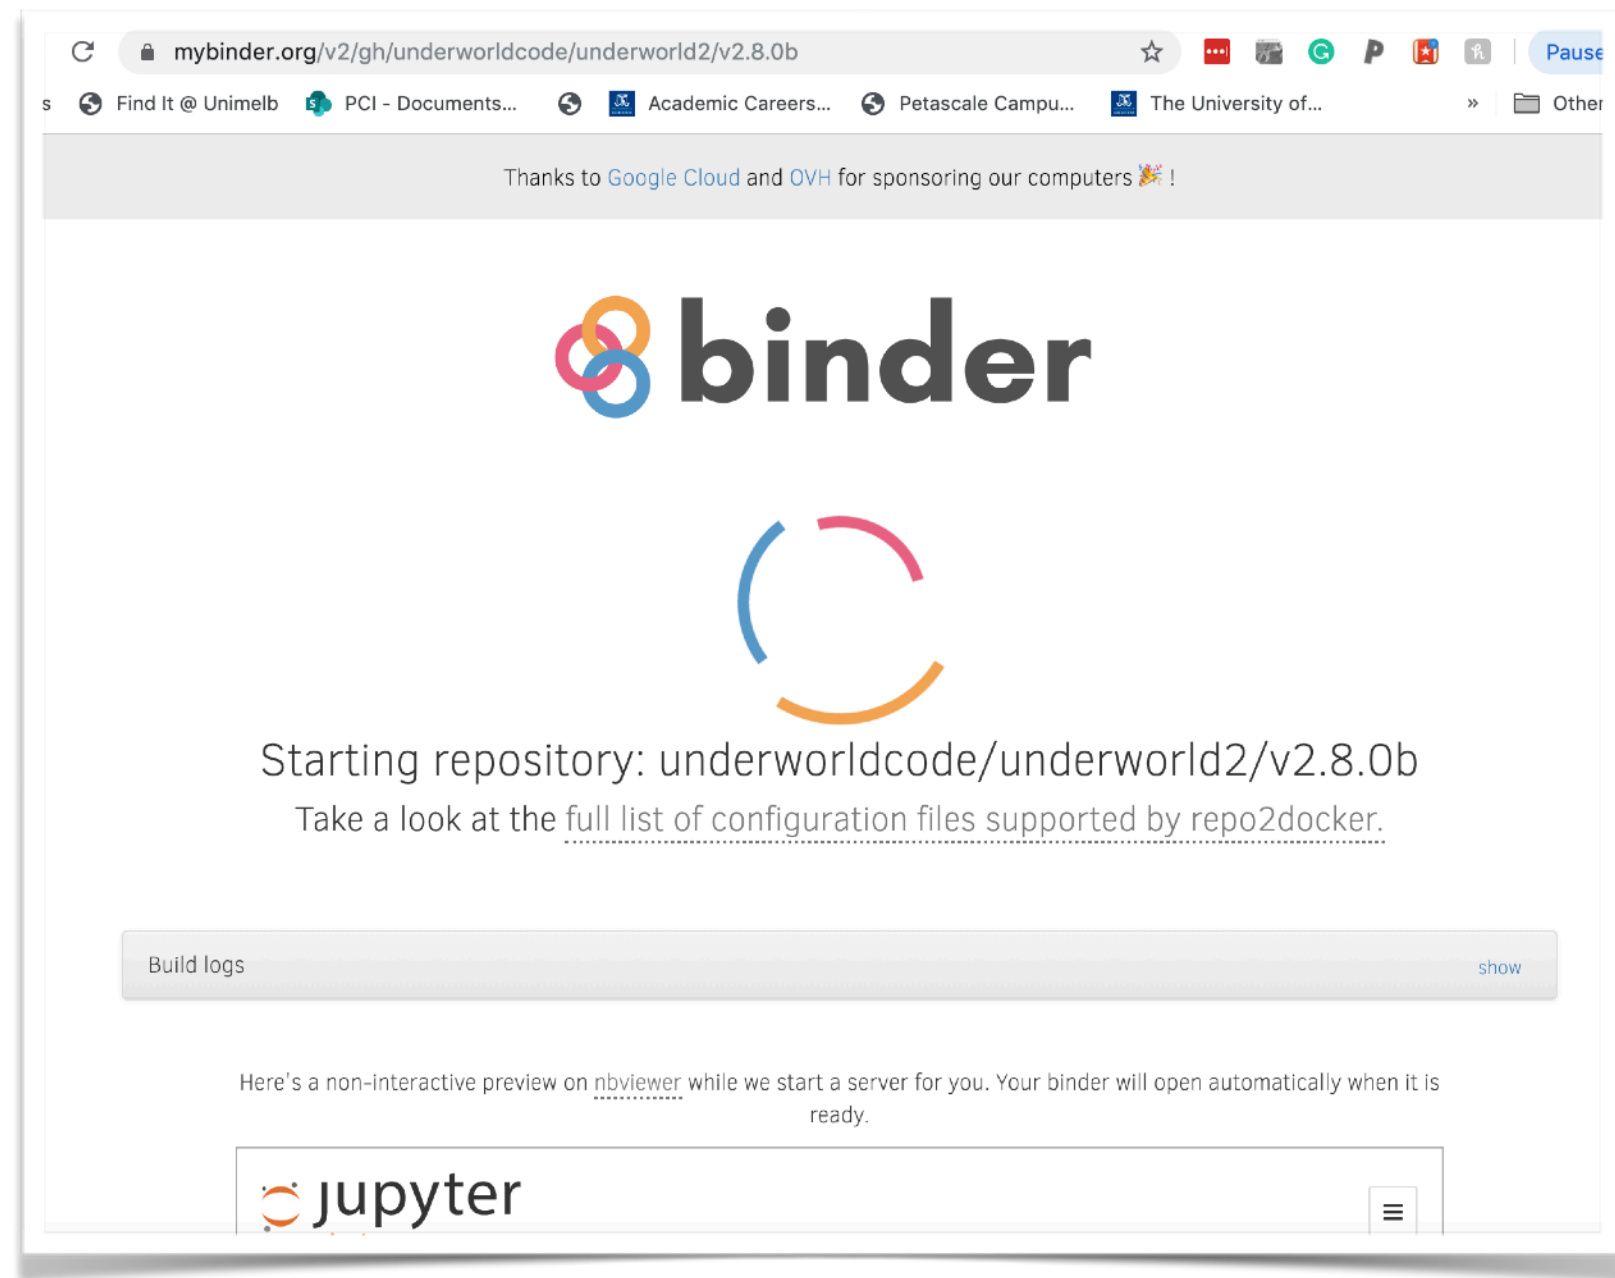 mybinder.org/v2/gh/underworldcode/underworld2/v2.8.0b Pause
s Find It @ Unimelb PCI - Documents... Academic Careers... Petascale Campu... The University of... » Other
Thanks to Google Cloud and OVH for sponsoring our computers 🎉 !
binder
Starting repository: underworldcode/underworld2/v2.8.0b
Take a look at the full list of configuration files supported by repo2docker.
Build logs show
Here's a non-interactive preview on nbviewer while we start a server for you. Your binder will open automatically when it is
ready.
jupyter